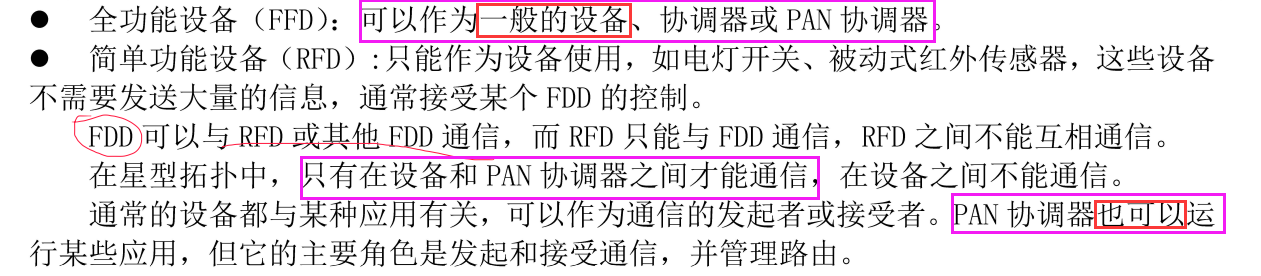 ● 全功能设备（FFD）：可以作为一般的设备、协调器或 PAN 协调器。
● 简单功能设备（RFD）:只能作为设备使用，如电灯开关、被动式红外传感器，这些设备
不需要发送大量的信息，通常接受某个 FDD 的控制。
FDD 可以与 RFD 或其他 FDD 通信，而 RFD 只能与 FDD 通信，RFD 之间不能互相通信。
在星型拓扑中，只有在设备和 PAN 协调器之间才能通信，在设备之间不能通信。
通常的设备都与某种应用有关，可以作为通信的发起者或接受者。PAN 协调器也可以运
行某些应用，但它的主要角色是发起和接受通信，并管理路由。